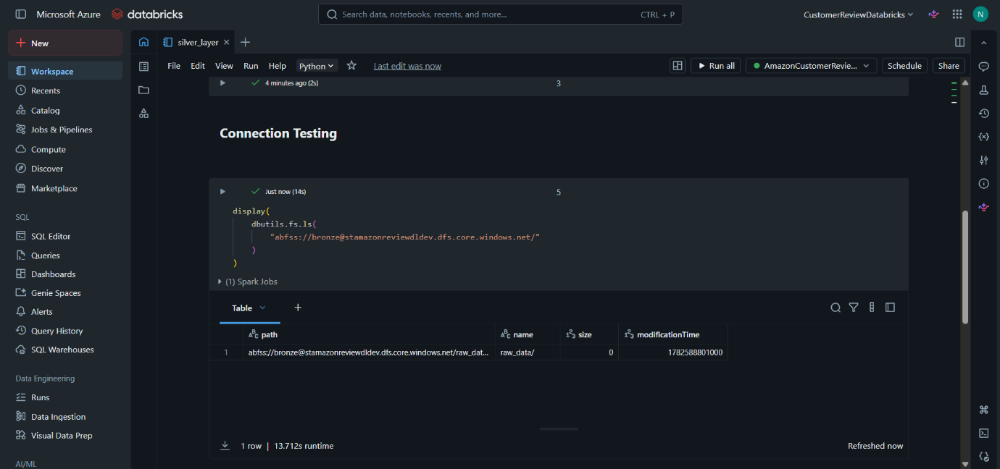 Microsoft Azure databricks
Search data, notebooks, recents, and more... CTRL + P
CustomerReviewDatabricks
N
New
Workspace
Recents
Catalog
Jobs & Pipelines
Compute
Discover
Marketplace
SQL
SQL Editor
Queries
Dashboards
Genie Spaces
Alerts
Query History
SQL Warehouses
Data Engineering
Runs
Data Ingestion
Visual Data Prep
AI/ML
silver_layer
File Edit View Run Help Python Last edit was now
Run all AmazonCustomerRevie... Schedule Share
4 minutes ago (2s) 3
Connection Testing
Just now (14s) 5
display(
dbutils.fs.ls(
"abfss://bronze@stamazonreviewdldev.dfs.core.windows.net/"
)
)
(1) Spark Jobs
Table +
path name size modificationTime
1 abfss://bronze@stamazonreviewdldev.dfs.core.windows.net/raw_dat... raw_data/ 0 1782588801000
1 row | 13.712s runtime Refreshed now